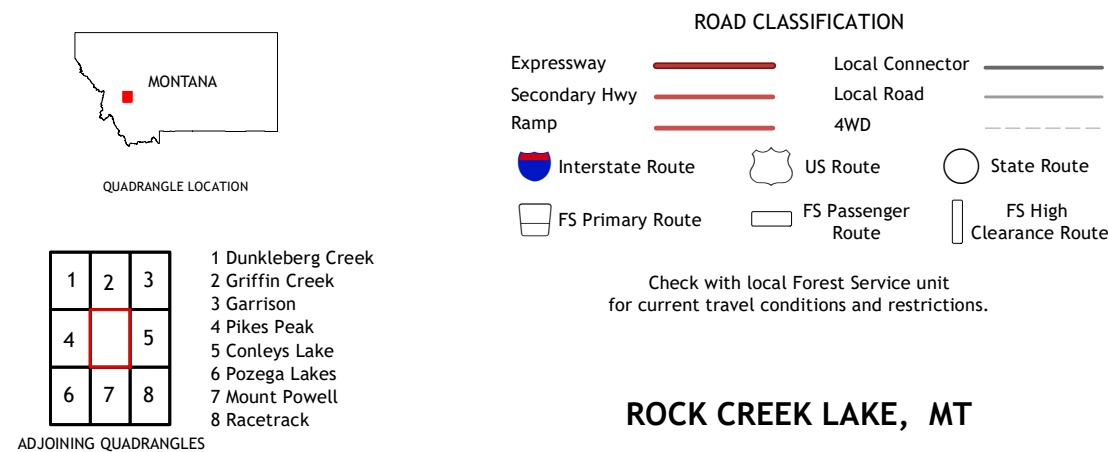 MONTANA
QUADRANGLE LOCATION
1
2
3
4
5
6
7
8
ADJOINING QUADRANGLES
1 Dunkleberg Creek
2 Griffin Creek
3 Garrison
4 Pikes Peak
5 Conleys Lake
6 Pozega Lakes
7 Mount Powell
8 Racetrack
ROAD CLASSIFICATION
Expressway
Secondary Hwy
Ramp
Local Connector
Local Road
4WD
Interstate Route
US Route
State Route
FS Primary Route
FS Passenger
Route
FS High
Clearance Route
Check with local Forest Service unit
for current travel conditions and restrictions.
ROCK CREEK LAKE, MT